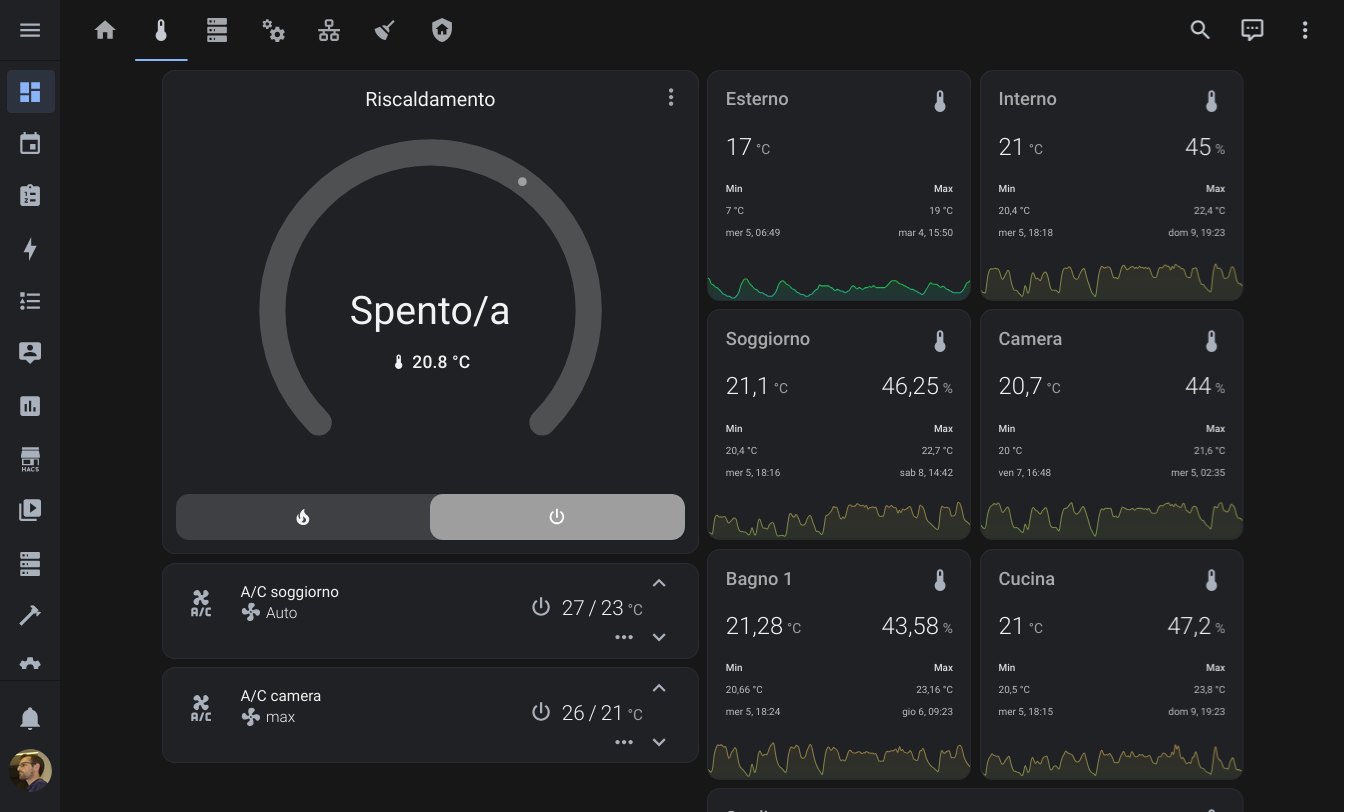 HACS
Riscaldamento
Spento/a
20.8 °C
A/C
A/C soggiorno
Auto
27 / 23 °C
A/C
A/C camera
max
26 / 21 °C
Esterno
17 °C
Min Max
7 °C 19 °C
mer 5, 06:49 mar 4, 15:50
Interno
21 °C 45 %
Min Max
20,4 °C 22,4 °C
mer 5, 18:18 dom 9, 19:23
Soggiorno
21,1 °C 46,25 %
Min Max
20,4 °C 22,7 °C
mer 5, 18:16 sab 8, 14:42
Camera
20,7 °C 44 %
Min Max
20 °C 21,6 °C
ven 7, 16:48 mer 5, 02:35
Bagno 1
21,28 °C 43,58 %
Min Max
20,66 °C 23,16 °C
mer 5, 18:24 gio 6, 09:23
Cucina
21 °C 47,2 %
Min Max
20,5 °C 23,8 °C
mer 5, 18:15 dom 9, 19:23